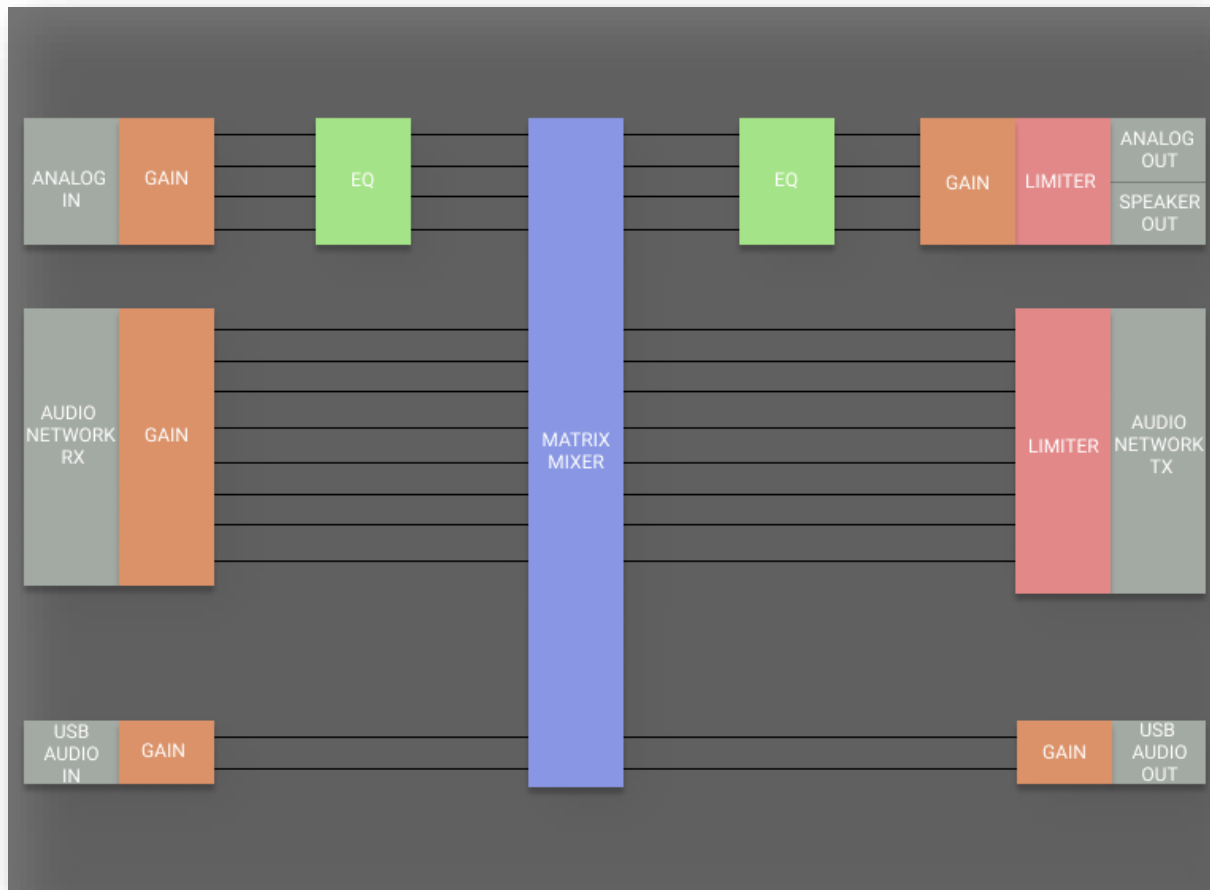 ANALOG
IN
GAIN
EQ
EQ
GAIN
LIMITER
ANALOG
OUT
SPEAKER
OUT
AUDIO
NETWORK
RX
GAIN
MATRIX
MIXER
LIMITER
AUDIO
NETWORK
TX
USB
AUDIO
IN
GAIN
GAIN
USB
AUDIO
OUT